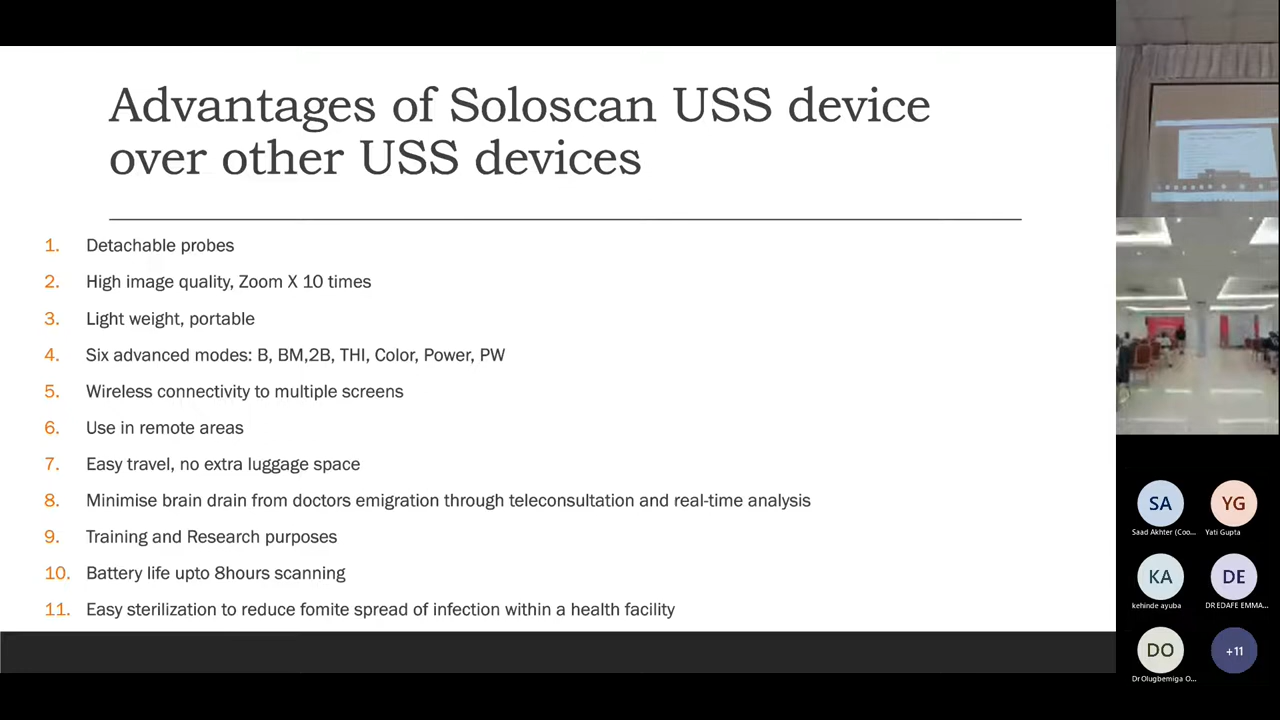 Advantages of Soloscan USS device
over other USS devices
1. Detachable probes
2. High image quality, Zoom X 10 times
3. Light weight, portable
4. Six advanced modes: B, BM,2B, THI, Color, Power, PW
5. Wireless connectivity to multiple screens
6. Use in remote areas
7. Easy travel, no extra luggage space
8. Minimise brain drain from doctors emigration through teleconsultation and real-time analysis
9. Training and Research purposes
10. Battery life upto 8hours scanning
11. Easy sterilization to reduce fomite spread of infection within a health facility
SA YG
Saad Akhter (Coo... Yati Gupta
KA DE
kehinde ayuba DR EDAFE EMMA...
DO +11
Dr Olugbemiga O...